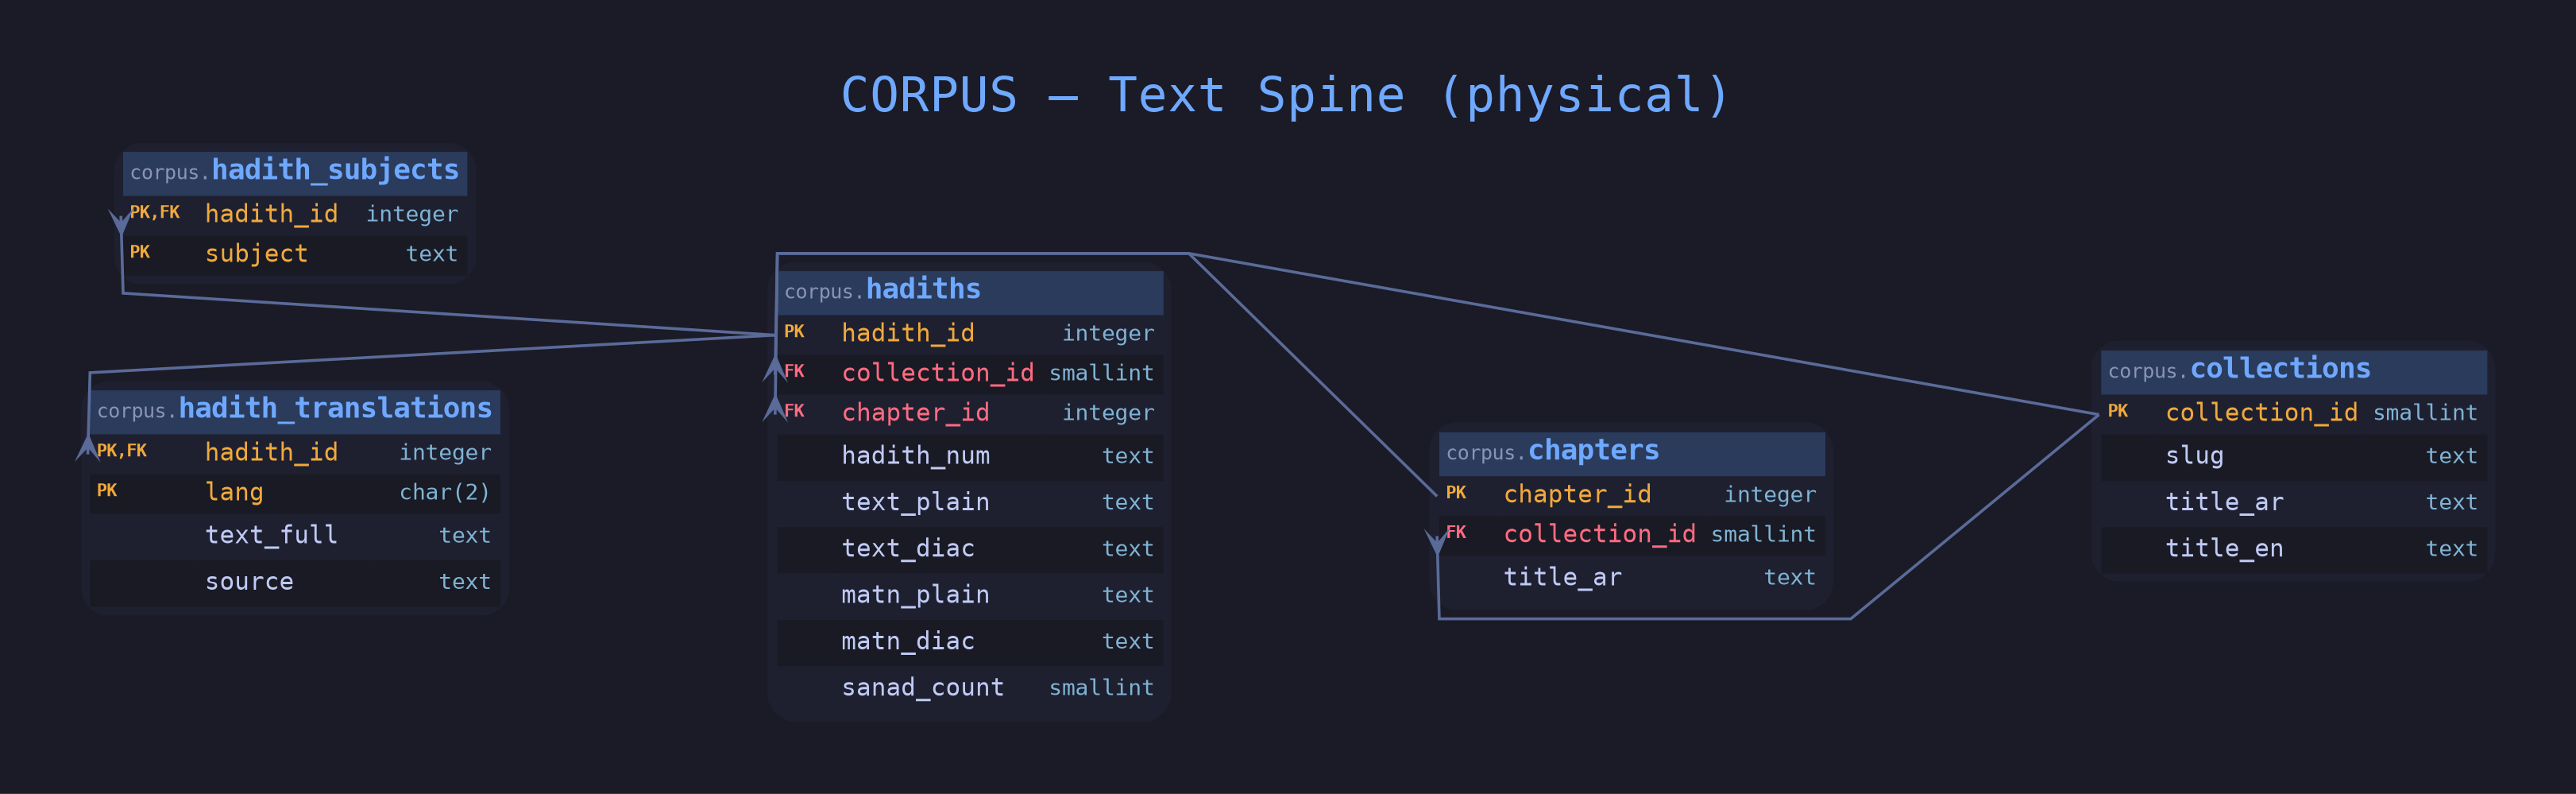 CORPUS — Text Spine (physical)
corpus.hadith_subjects
PK,FK hadith_id integer
PK subject text
corpus.hadith_translations
PK,FK hadith_id integer
PK lang char(2)
text_full text
source text
corpus.hadiths
PK hadith_id integer
FK collection_id smallint
FK chapter_id integer
hadith_num text
text_plain text
text_diac text
matn_plain text
matn_diac text
sanad_count smallint
corpus.chapters
PK chapter_id integer
FK collection_id smallint
title_ar text
corpus.collections
PK collection_id smallint
slug text
title_ar text
title_en text